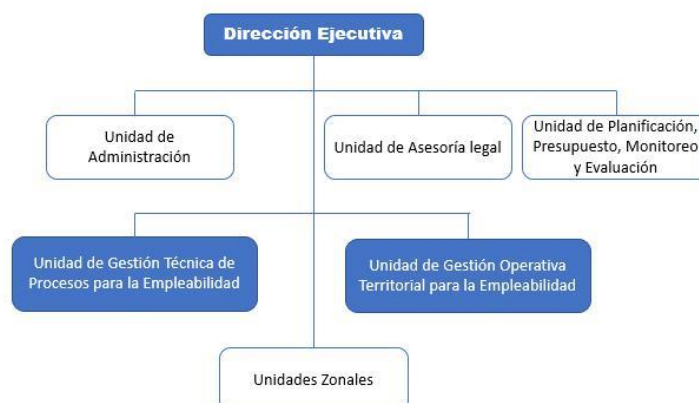 Dirección Ejecutiva
Unidad de
Administración
Unidad de Asesoría legal
Unidad de Planificación,
Presupuesto, Monitoreo
y Evaluación
Unidad de Gestión Técnica de
Procesos para la Empleabilidad
Unidad de Gestión Operativa
Territorial para la Empleabilidad
Unidades Zonales